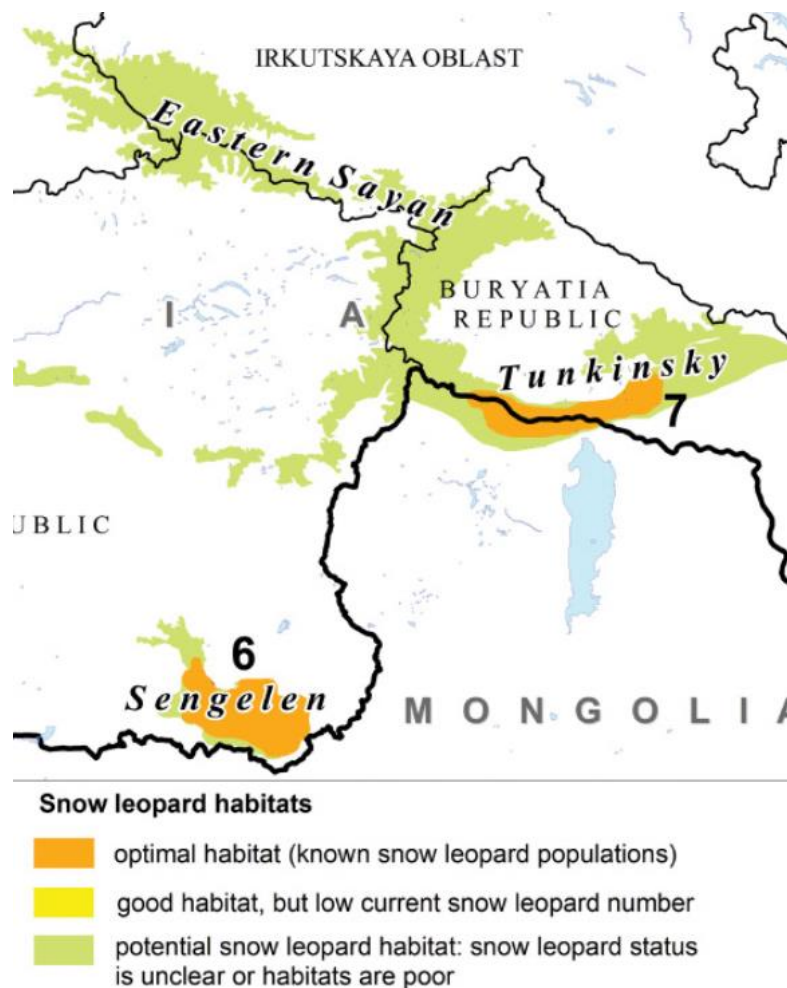 IRKUTSKAYA OBLAST
Eastern Sayan
I A
BURYATIA
REPUBLIC
Tunkinsky
7
UBLIC
6
Sengelen
MONGOLIA
Snow leopard habitats
optimal habitat (known snow leopard populations)
good habitat, but low current snow leopard number
potential snow leopard habitat: snow leopard status
is unclear or habitats are poor